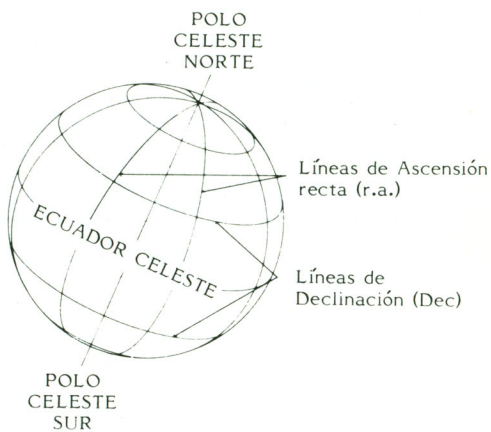 POLO
CELESTE
NORTE
Líneas de Ascensión
recta (r.a.)
ECUADOR CELESTE
Líneas de
Declinación (Dec)
POLO
CELESTE
SUR